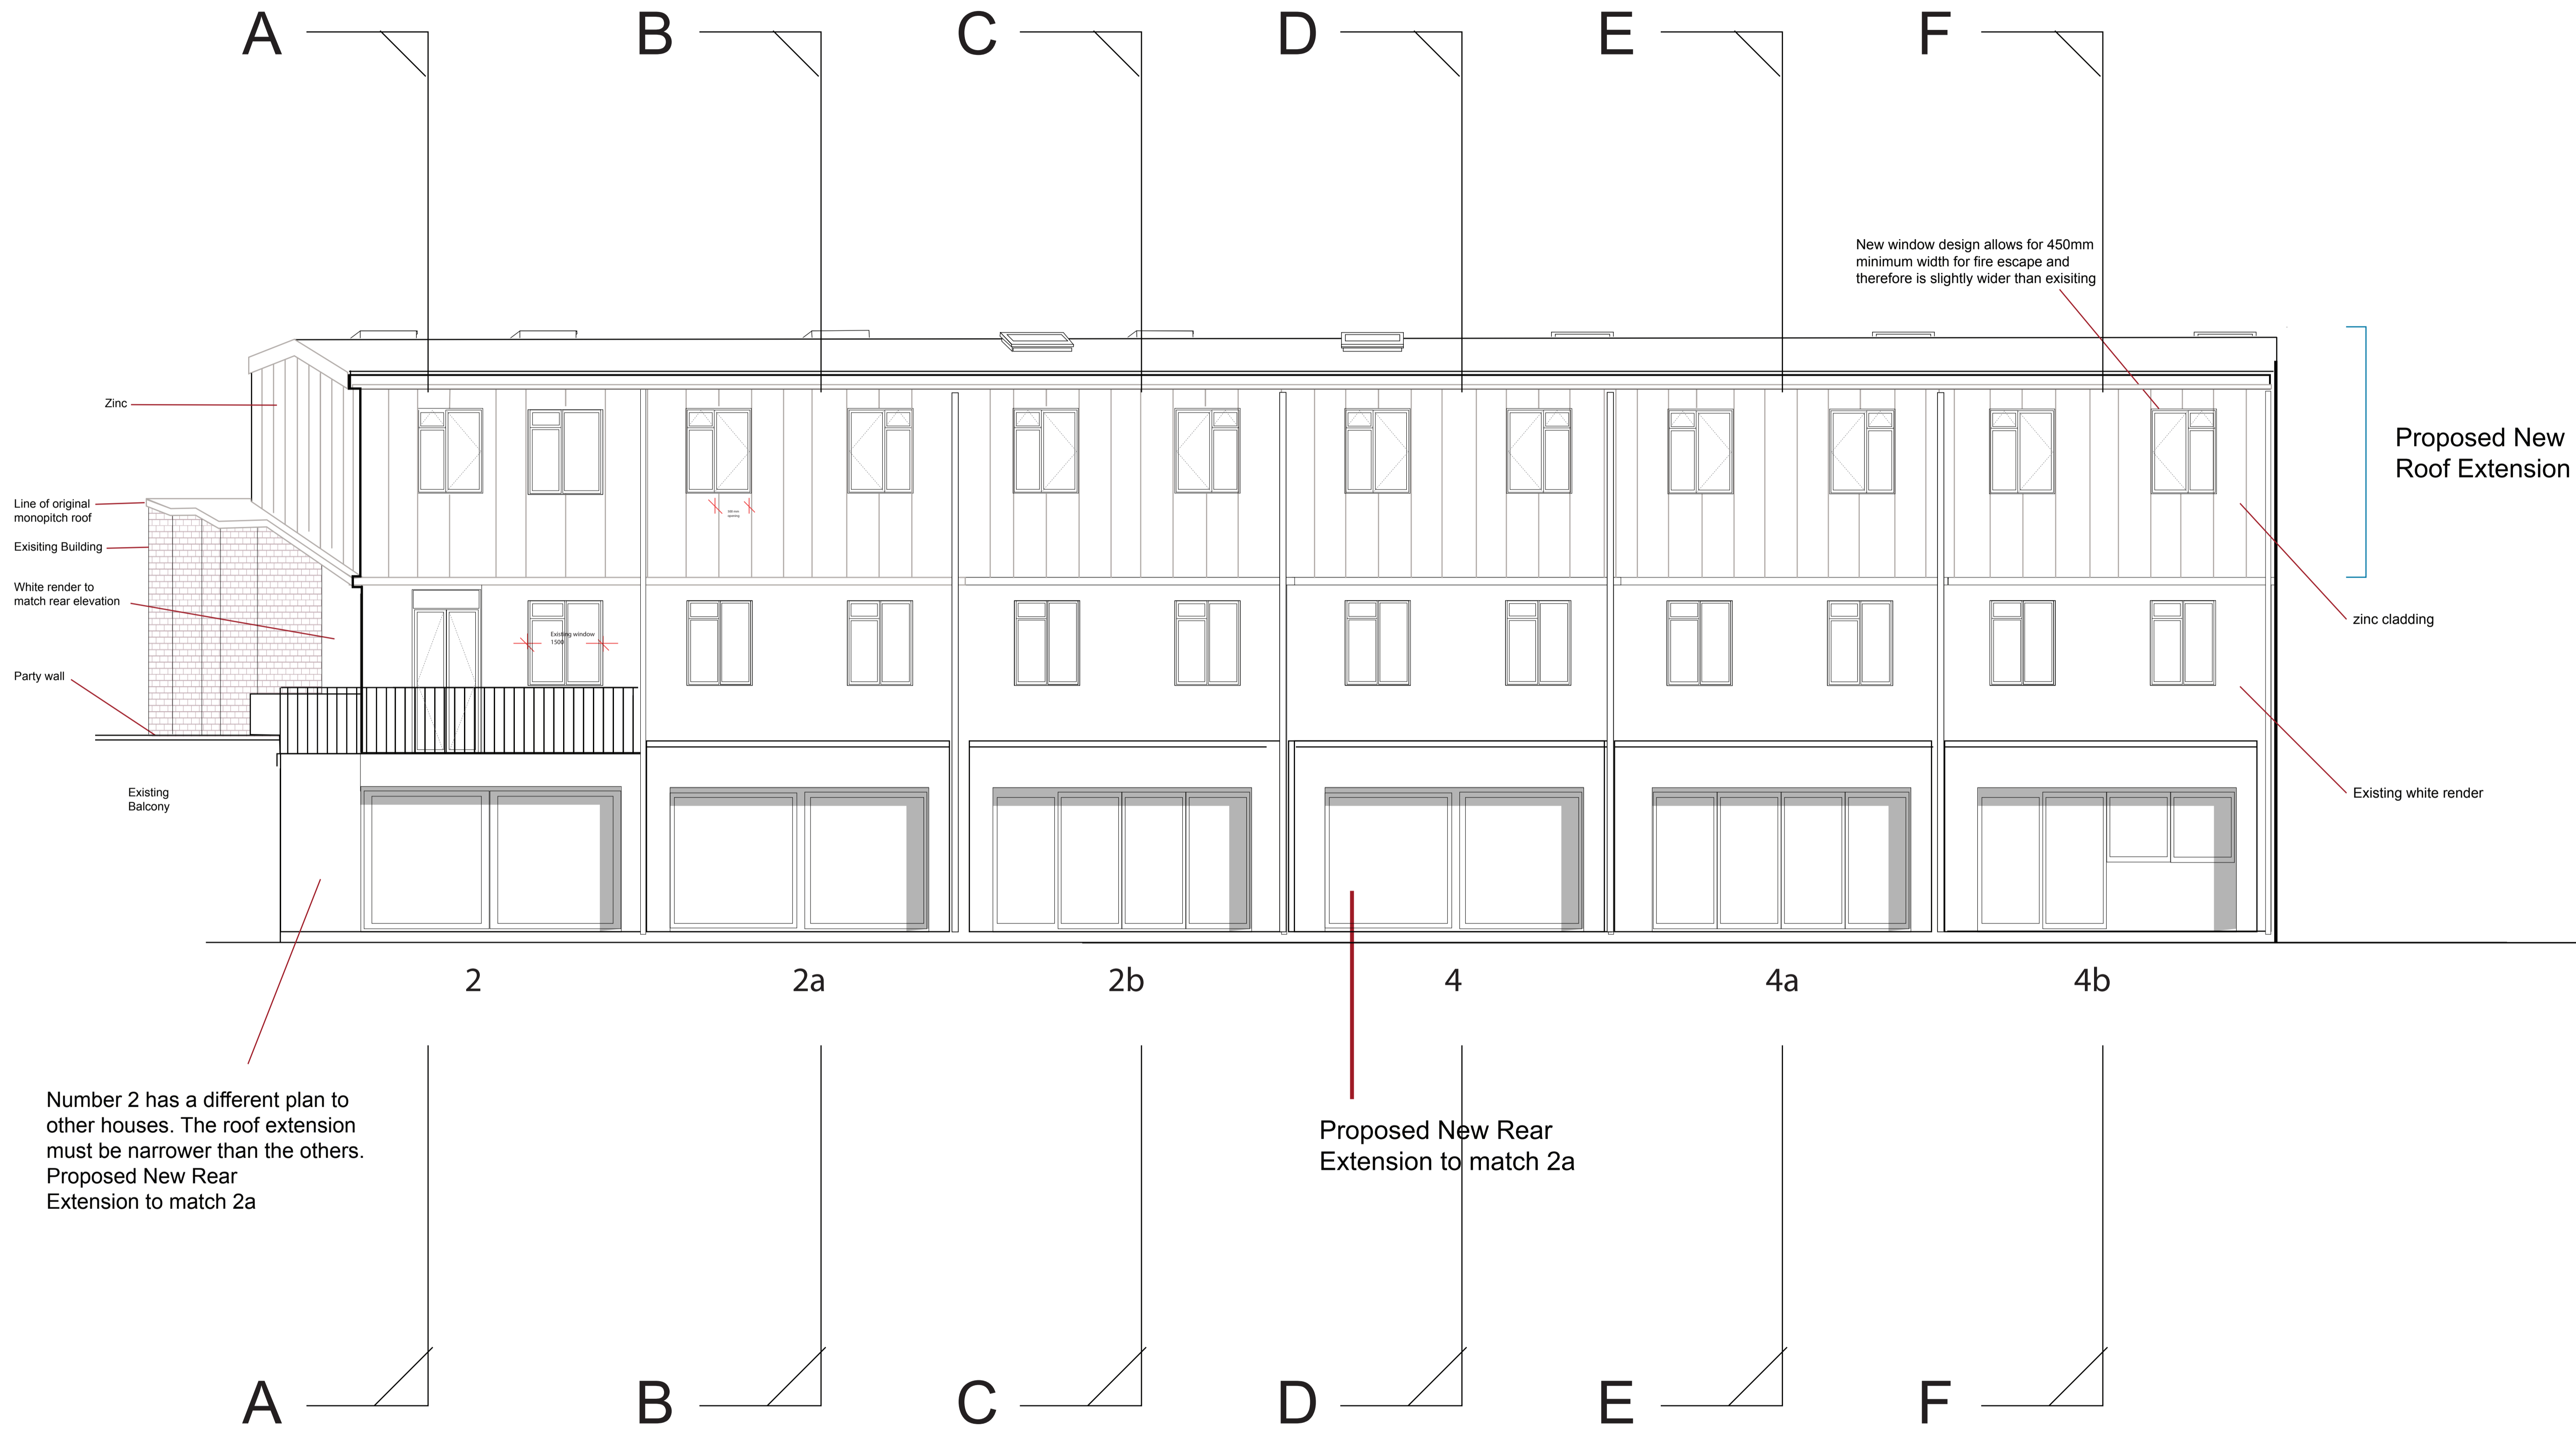 A B C D E F
New window design allows for 450mm
minimum width for fire escape and
therefore is slightly wider than exisiting
Zinc
Proposed New
Roof Extension
Line of original
monopitch roof
Exisiting Building
White render to
match rear elevation
Existing window
1500
zinc cladding
Party wall
Existing
Balcony
Existing white render
2 2a 2b 4 4a 4b
Number 2 has a different plan to
other houses. The roof extension
must be narrower than the others.
Proposed New Rear
Extension to match 2a
Proposed New Rear
Extension to match 2a
A B C D E F